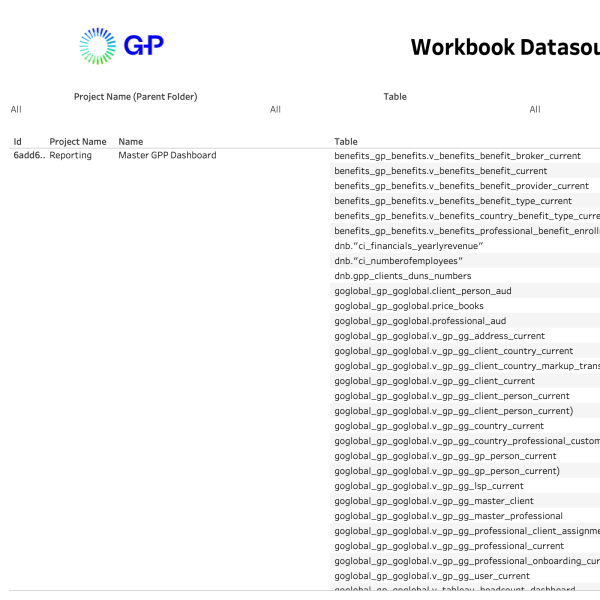 G-P
Workbook Datasou
Project Name (Parent Folder)
Table
All
All
All
Id Project Name Name Table
6add6.. Reporting Master GPP Dashboard benefits_gp_benefits.v_benefits_benefit_broker_current
benefits_gp_benefits.v_benefits_benefit_current
benefits_gp_benefits.v_benefits_benefit_provider_current
benefits_gp_benefits.v_benefits_benefit_type_current
benefits_gp_benefits.v_benefits_country_benefit_type_curre
benefits_gp_benefits.v_benefits_professional_benefit_enroll
dnb."ci_financials_yearlyrevenue"
dnb."ci_numberofemployees"
dnb.gpp_clients_duns_numbers
goglobal_gp_goglobal.client_person_aud
goglobal_gp_goglobal.price_books
goglobal_gp_goglobal.professional_aud
goglobal_gp_goglobal.v_gp_gg_address_current
goglobal_gp_goglobal.v_gp_gg_client_country_current
goglobal_gp_goglobal.v_gp_gg_client_country_markup_trans
goglobal_gp_goglobal.v_gp_gg_client_current
goglobal_gp_goglobal.v_gp_gg_client_person_current
goglobal_gp_goglobal.v_gp_gg_client_person_current)
goglobal_gp_goglobal.v_gp_gg_country_current
goglobal_gp_goglobal.v_gp_gg_country_professional_custom
goglobal_gp_goglobal.v_gp_gg_gp_person_current
goglobal_gp_goglobal.v_gp_gg_gp_person_current)
goglobal_gp_goglobal.v_gp_gg_lsp_current
goglobal_gp_goglobal.v_gp_gg_master_client
goglobal_gp_goglobal.v_gp_gg_master_professional
goglobal_gp_goglobal.v_gp_gg_professional_client_assignme
goglobal_gp_goglobal.v_gp_gg_professional_current
goglobal_gp_goglobal.v_gp_gg_professional_onboarding_cur
goglobal_gp_goglobal.v_gp_gg_user_current
goglobal_gp_goglobal.v_tableau_headcount_dashboard